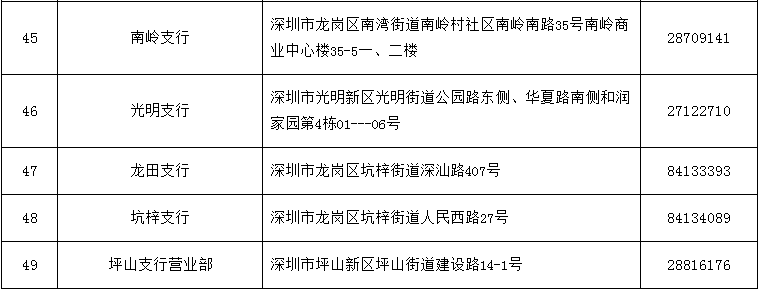 45 南岭支行 深圳市龙岗区南湾街道南岭村社区南岭南路35号南岭商 28709141
业中心楼35-5一、二楼
46 光明支行 深圳市光明新区光明街道公园路东侧、华夏路南侧和润 27122710
家园第4栋01---06号
47 龙田支行 深圳市龙岗区坑梓街道深汕路407号 84133393
48 坑梓支行 深圳市龙岗区坑梓街道人民西路27号 84134089
49 坪山支行营业部 深圳市坪山新区坪山街道建设路14-1号 28816176